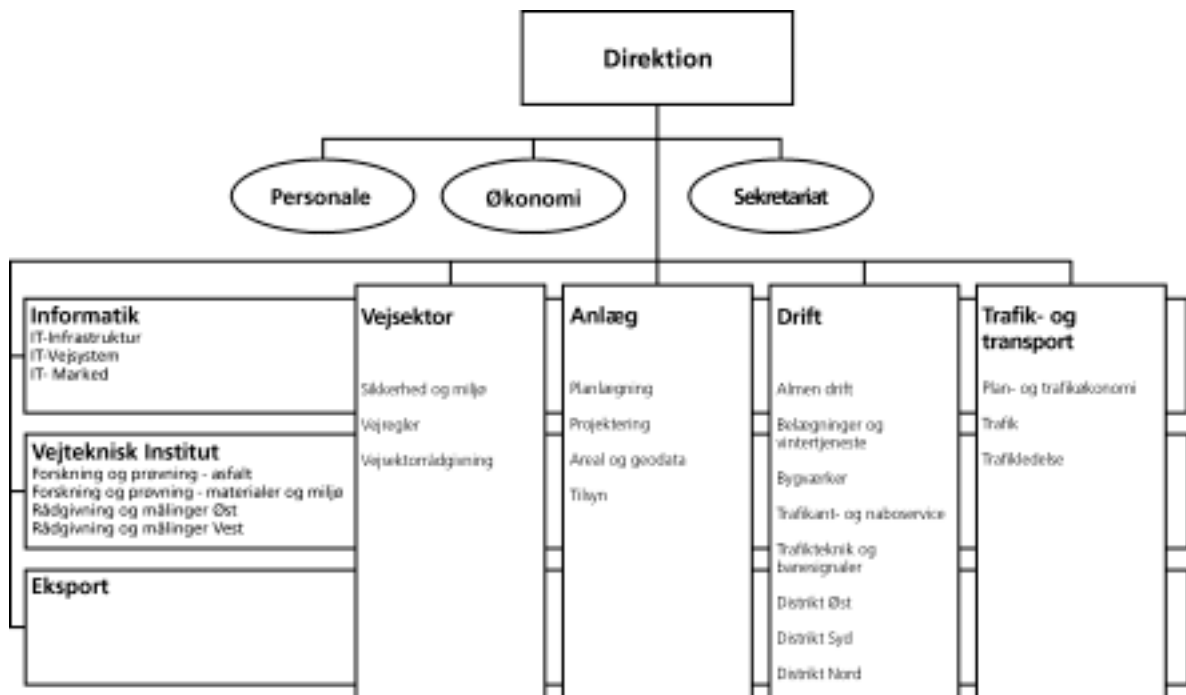 Direktion
Personale
Økonomi
Sekretariat
Informatik
IT-Infrastruktur
IT-Vejsystem
IT- Marked
Vejteknisk Institut
Forskning og prøvning - asfalt
Forskning og prøvning - materialer og miljø
Rådgivning og målinger Øst
Rådgivning og målinger Vest
Eksport
Vejsektor
Sikkerhed og miljø
Vejregler
Vejsektorrådgivning
Anlæg
Planlægning
Projektering
Areal og geodata
Tilsyn
Drift
Almen drift
Belægninger og
vintertjeneste
Bygværker
Trafikant- og naboservice
Trafikteknik og
banesignaler
Distrikt Øst
Distrikt Syd
Distrikt Nord
Trafik- og
transport
Plan- og trafikøkonomi
Trafik
Trafikledelse